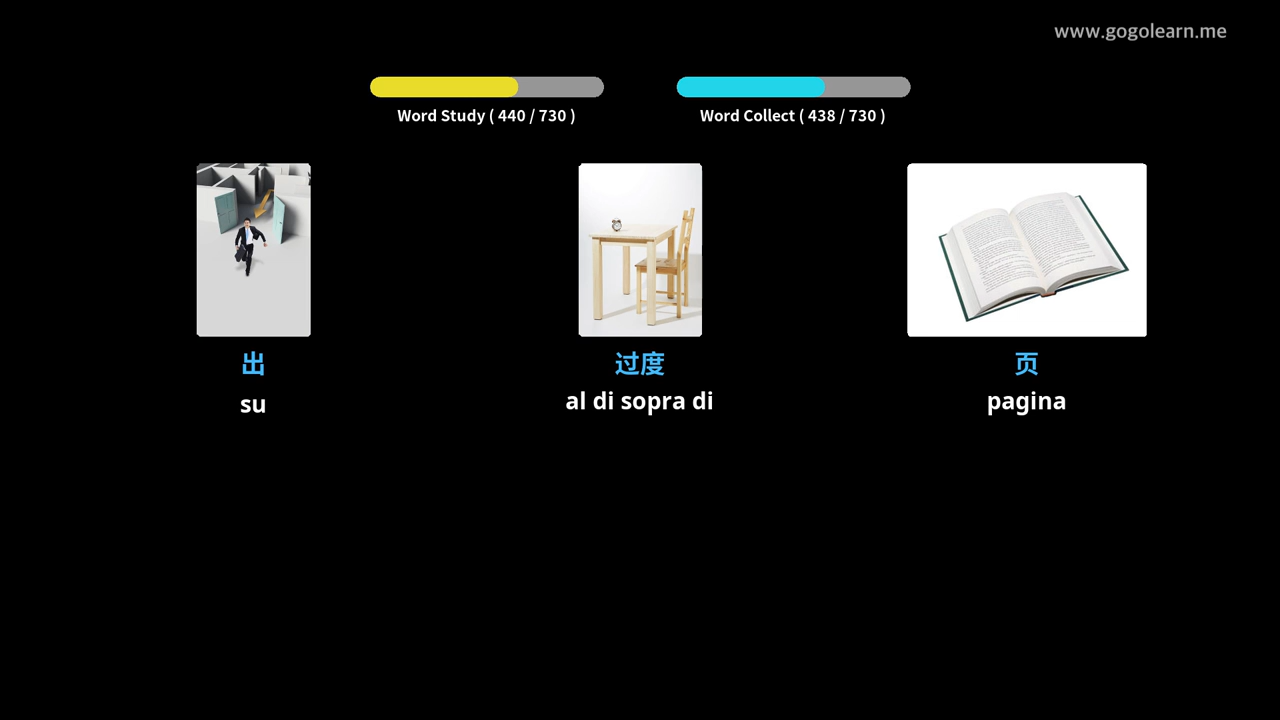 www.gogolearn.me
Word Study ( 440 / 730 )
Word Collect ( 438 / 730 )
出
su
过度
al di sopra di
页
pagina